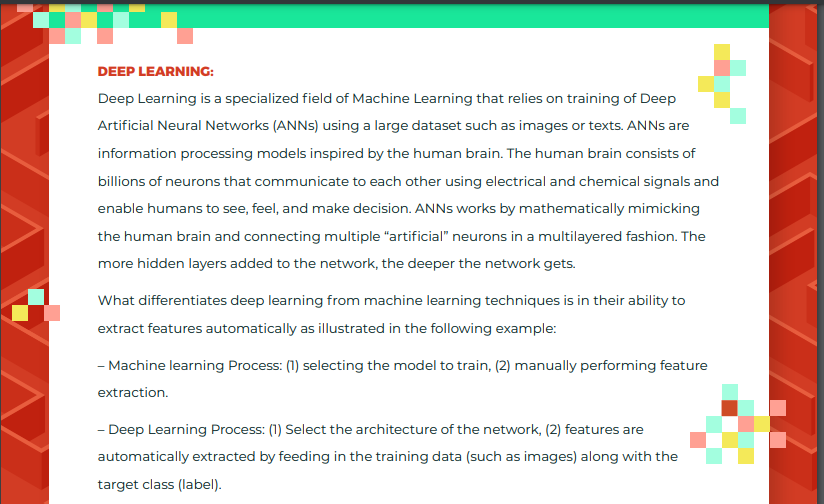 DEEP LEARNING:
Deep Learning is a specialized field of Machine Learning that relies on training of Deep
Artificial Neural Networks (ANNs) using a large dataset such as images or texts. ANNs are
information processing models inspired by the human brain. The human brain consists of
billions of neurons that communicate to each other using electrical and chemical signals and
enable humans to see, feel, and make decision. ANNs works by mathematically mimicking
the human brain and connecting multiple “artificial” neurons in a multilayered fashion. The
more hidden layers added to the network, the deeper the network gets.
What differentiates deep learning from machine learning techniques is in their ability to
extract features automatically as illustrated in the following example:
– Machine learning Process: (1) selecting the model to train, (2) manually performing feature
extraction.
– Deep Learning Process: (1) Select the architecture of the network, (2) features are
automatically extracted by feeding in the training data (such as images) along with the
target class (label).